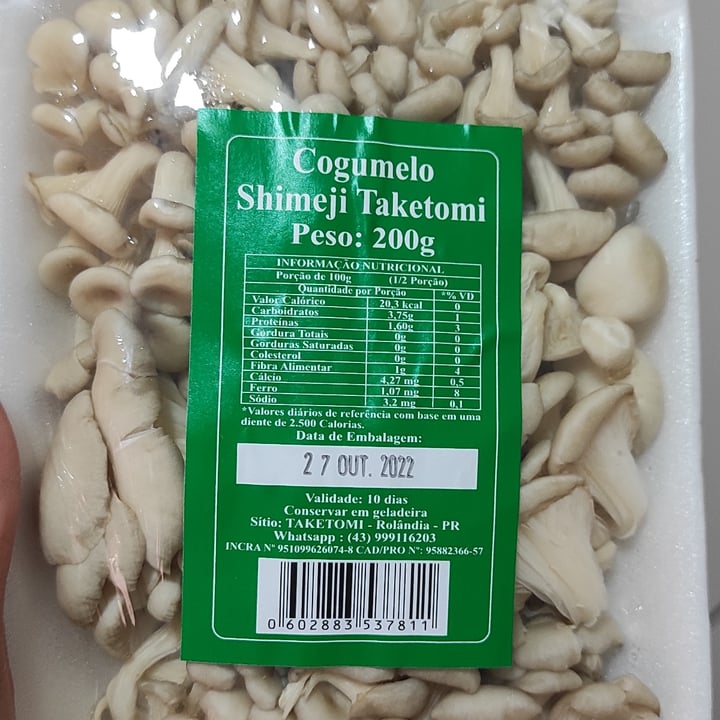 Cogumelo
Shimeji Taketomi
Peso: 200g
INFORMAÇÃO NUTRICIONAL
Porção de 100g (1/2 Porção)
Quantidade por Porção *% VD
Valor Calórico 20,3 kcal 0
Carboidratos 3,75g 1
Proteínas 1,60g 3
Gordura Totais 0g 0
Gorduras Saturadas 0g 0
Colesterol 0g 0
Fibra Alimentar 1g 4
Cálcio 4,27 mg 0,5
Ferro 1,07 mg 8
Sódio 3,2 mg 0,1
*Valores diários de referência com base em uma
diente de 2.500 Calorias.
Data de Embalagem:
27 OUT. 2022
Validade: 10 dias
Conservar em geladeira
Sítio: TAKETOMI - Rolândia - PR
Whatsapp : (43) 999116203
INCRA Nº 951099626074-8 CAD/PRO Nº: 95882366-57
0 602883 537811